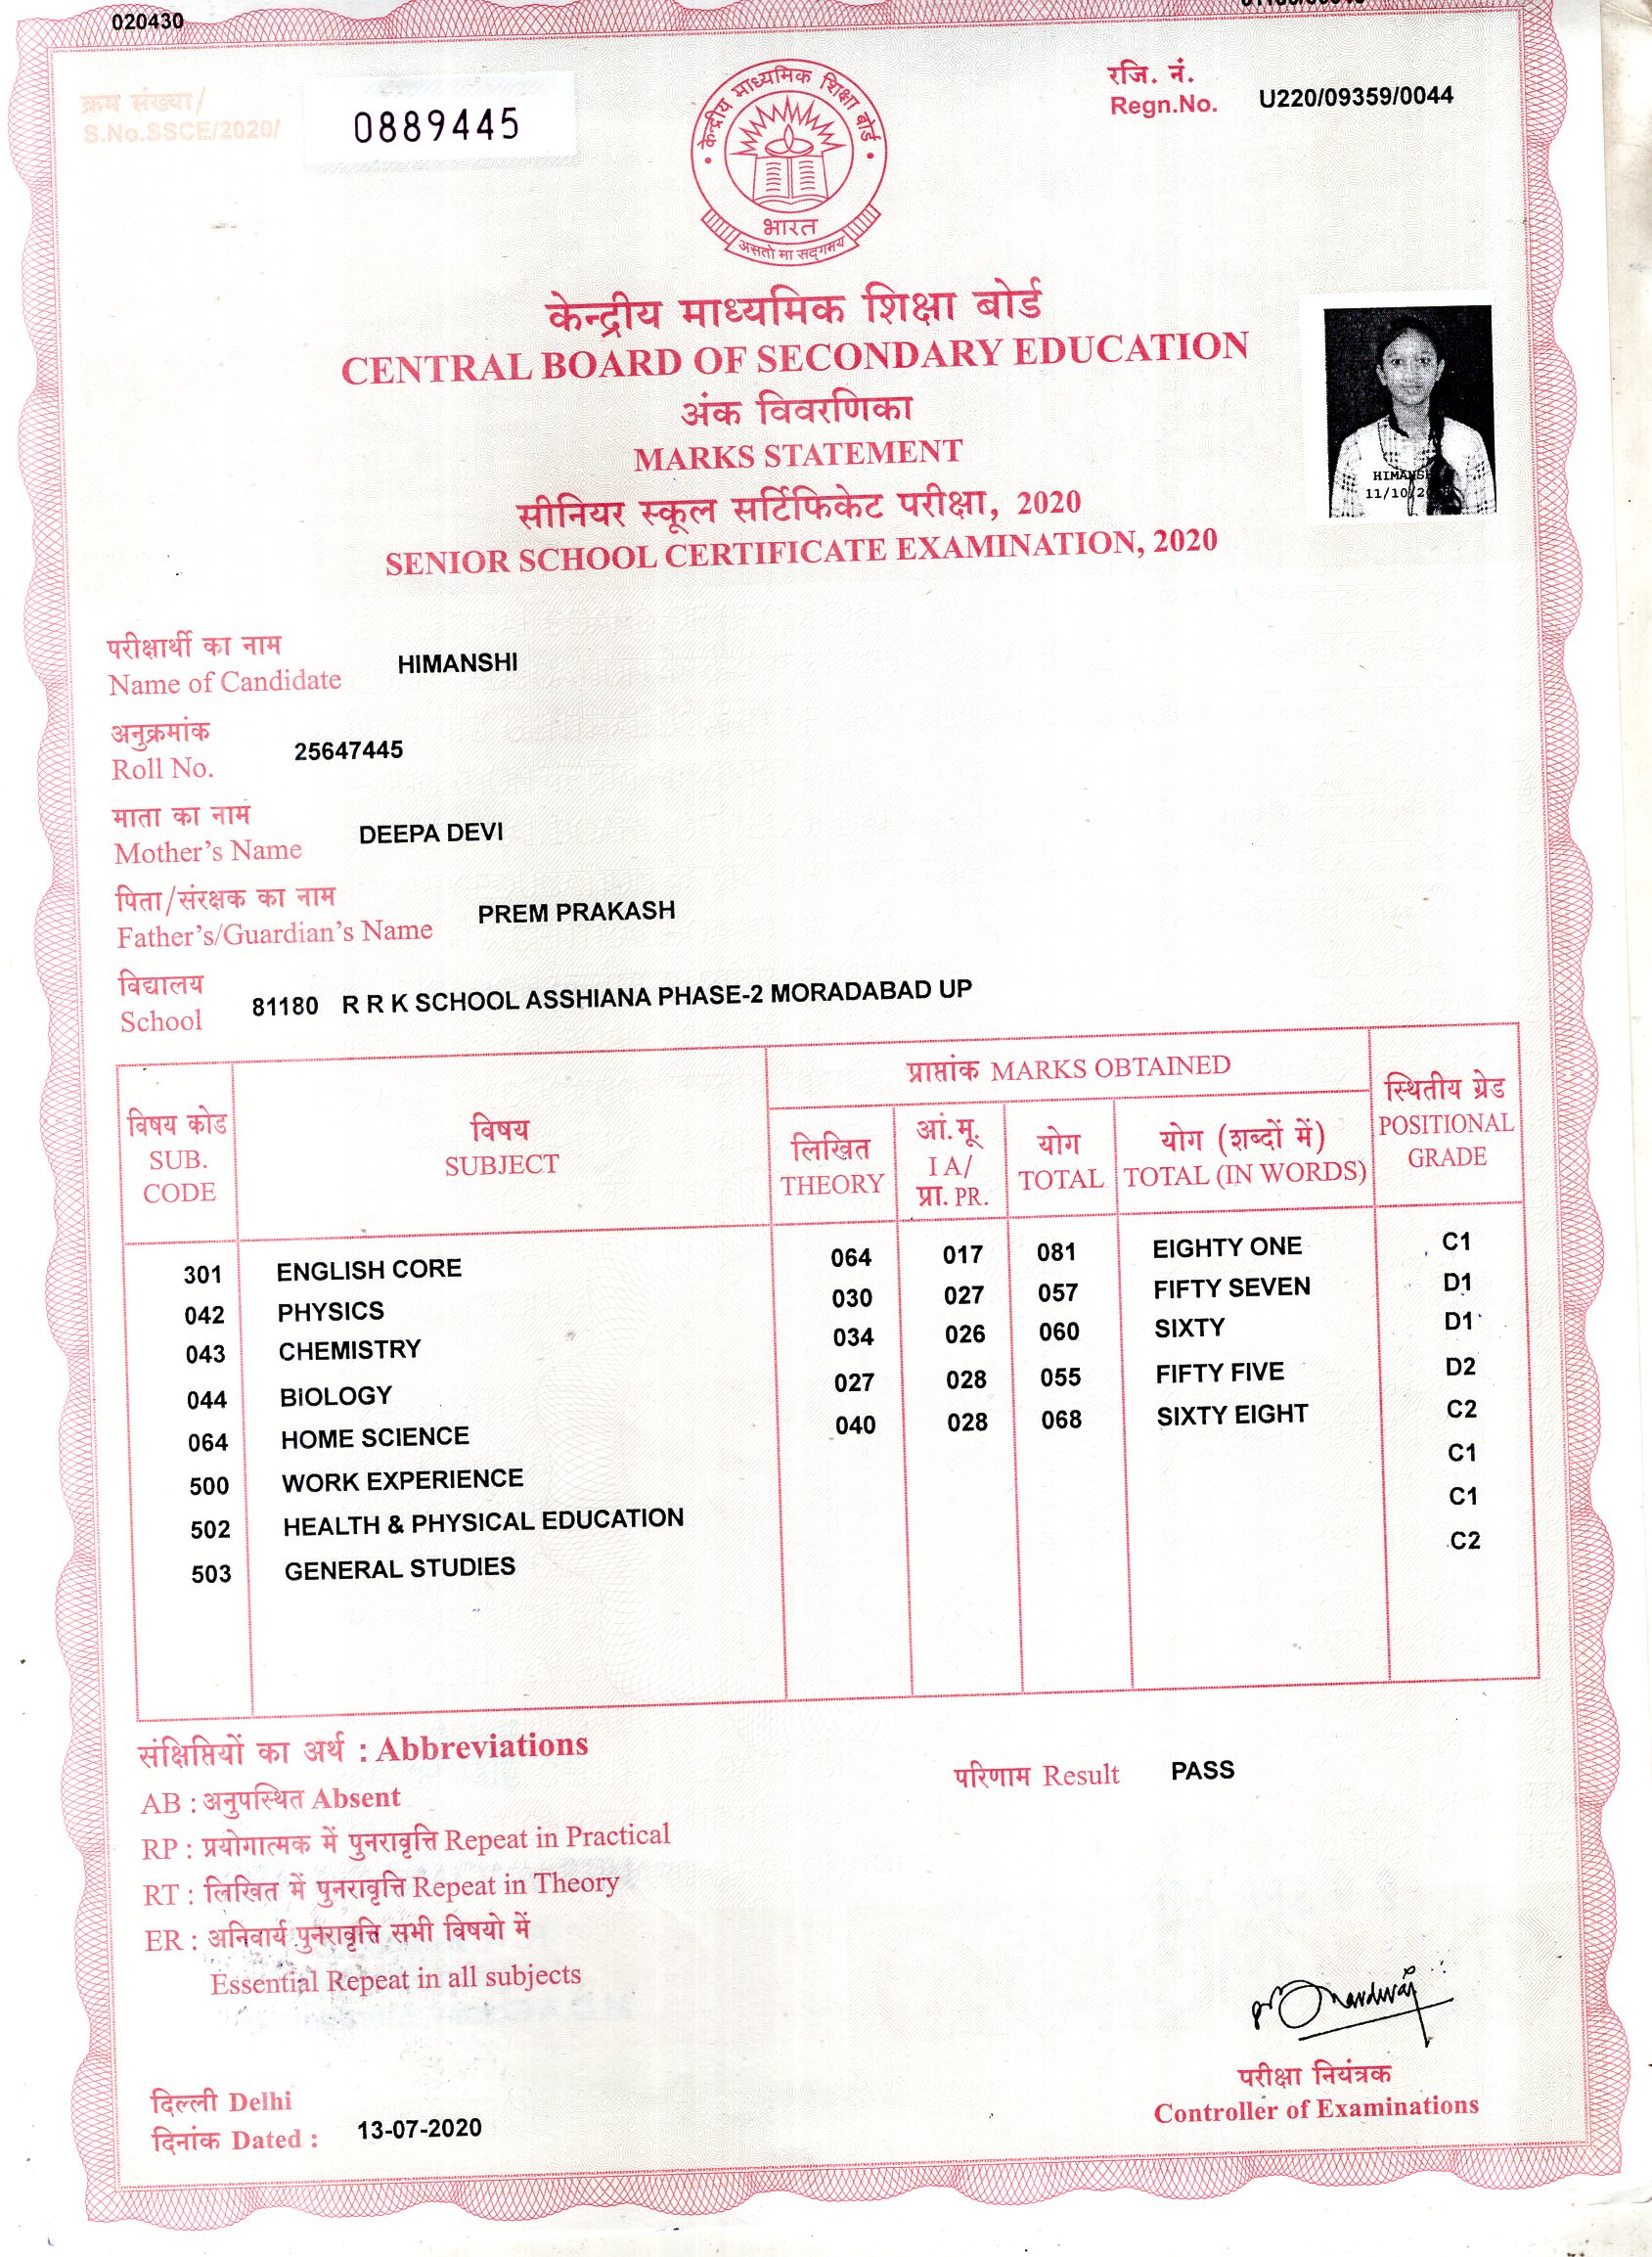 020430
क्रम संख्या/
S.No.SSCE/2020/
0889445
रजि. नं.
Regn.No. U220/09359/0044
केन्द्रीय माध्यमिक शिक्षा बोर्ड
भारत
असतो मा सद्गमय
केन्द्रीय माध्यमिक शिक्षा बोर्ड
CENTRAL BOARD OF SECONDARY EDUCATION
अंक विवरणिका
MARKS STATEMENT
सीनियर स्कूल सर्टिफिकेट परीक्षा, 2020
SENIOR SCHOOL CERTIFICATE EXAMINATION, 2020
परीक्षार्थी का नाम
Name of Candidate HIMANSHI
अनुक्रमांक
Roll No. 25647445
माता का नाम
Mother's Name DEEPA DEVI
पिता/संरक्षक का नाम
Father's/Guardian's Name PREM PRAKASH
विद्यालय
School 81180 R R K SCHOOL ASSHIANA PHASE-2 MORADABAD UP
विषय कोड
SUB.
CODE
विषय
SUBJECT
प्राप्तांक MARKS OBTAINED
लिखित
THEORY
आं.मू.
I A/
प्रा. PR.
योग
TOTAL
योग (शब्दों में)
TOTAL (IN WORDS)
स्थितीय ग्रेड
POSITIONAL
GRADE
301 ENGLISH CORE 064 017 081 EIGHTY ONE C1
042 PHYSICS 030 027 057 FIFTY SEVEN D1
043 CHEMISTRY 034 026 060 SIXTY D1
044 BIOLOGY 027 028 055 FIFTY FIVE D2
064 HOME SCIENCE 040 028 068 SIXTY EIGHT C2
500 WORK EXPERIENCE C1
502 HEALTH & PHYSICAL EDUCATION C1
503 GENERAL STUDIES C2
संक्षिप्तियों का अर्थ : Abbreviations
AB : अनुपस्थित Absent
RP : प्रयोगात्मक में पुनरावृत्ति Repeat in Practical
RT : लिखित में पुनरावृत्ति Repeat in Theory
ER : अनिवार्य पुनरावृत्ति सभी विषयो में
Essential Repeat in all subjects
परिणाम Result PASS
परीक्षा नियंत्रक
Controller of Examinations
दिल्ली Delhi
दिनांक Dated : 13-07-2020